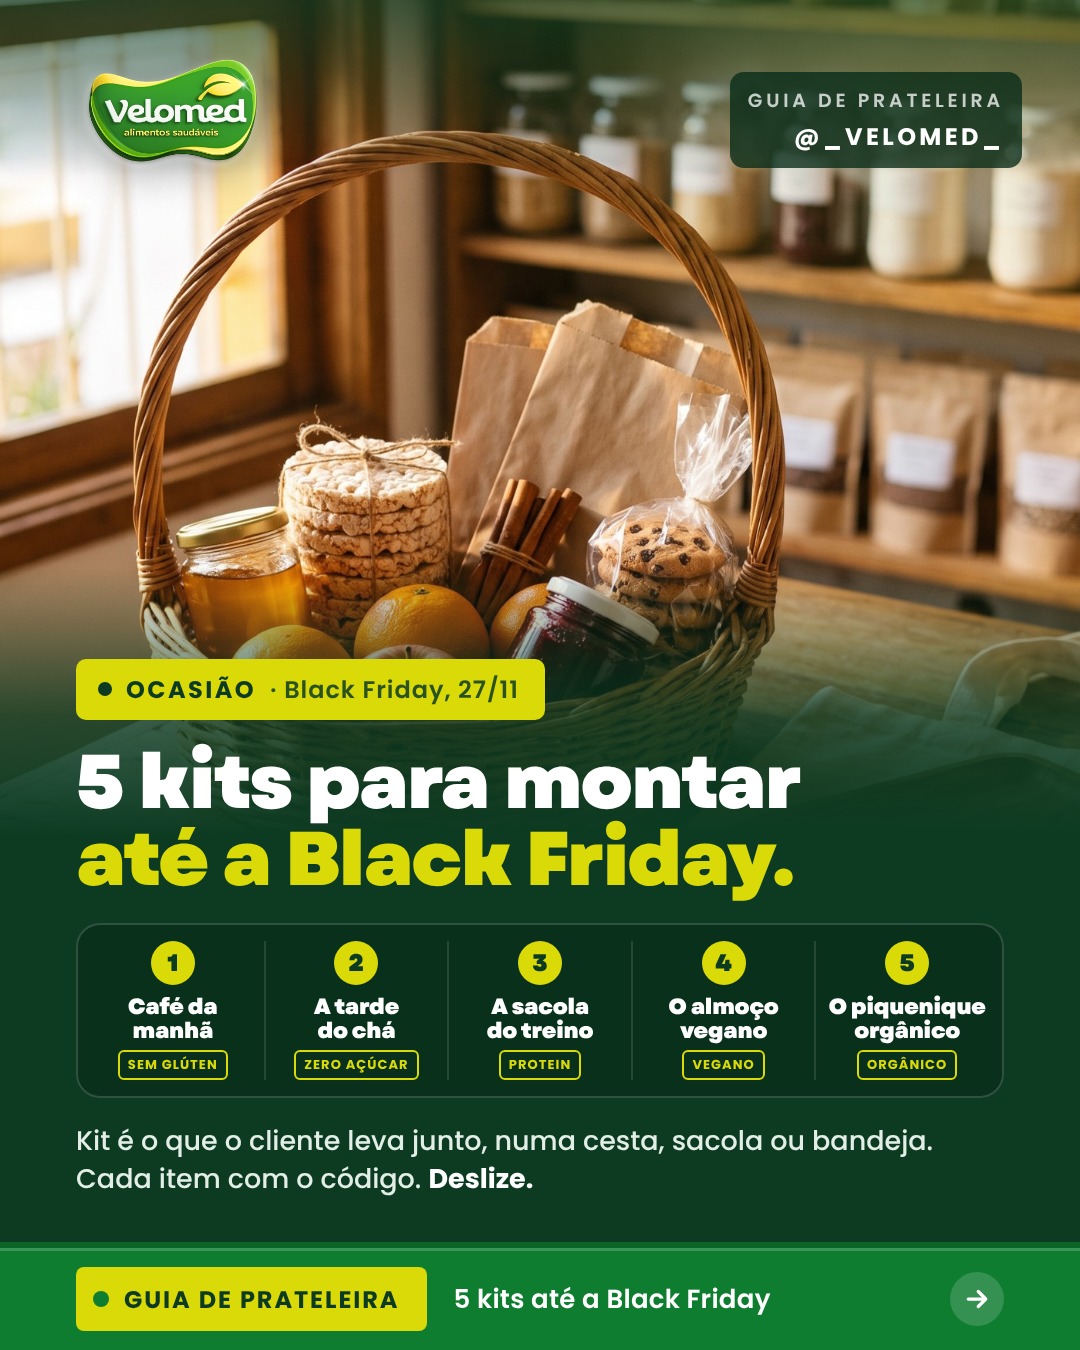 Velomed
alimentos saudáveis
GUIA DE PRATELEIRA
@_VELOMED_
OCASIÃO · Black Friday, 27/11
5 kits para montar
até a Black Friday.
1
Café da
manhã
SEM GLÚTEN
2
A tarde
do chá
ZERO AÇÚCAR
3
A sacola
do treino
PROTEIN
4
O almoço
vegano
VEGANO
5
O piquenique
orgânico
ORGÂNICO
Kit é o que o cliente leva junto, numa cesta, sacola ou bandeja.
Cada item com o código. Deslize.
GUIA DE PRATELEIRA
5 kits até a Black Friday